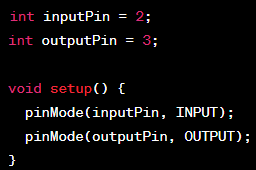 int inputPin = 2;
int outputPin = 3;
void setup() {
pinMode(inputPin, INPUT);
pinMode(outputPin, OUTPUT);
}